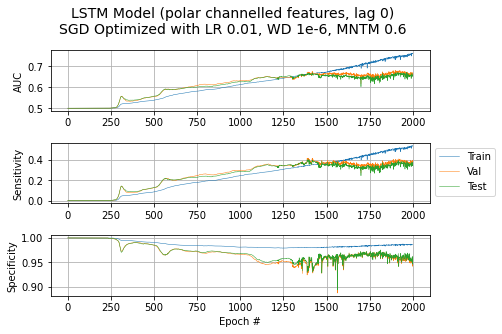 LSTM Model (polar channelled features, lag 0)
SGD Optimized with LR 0.01, WD 1e-6, MNTM 0.6
AUC
0.7
0.6
0.5
0 250 500 750 1000 1250 1500 1750 2000
Sensitivity
0.4
0.2
0.0
0 250 500 750 1000 1250 1500 1750 2000
Train
Val
Test
Specificity
1.00
0.95
0.90
0 250 500 750 1000 1250 1500 1750 2000
Epoch #